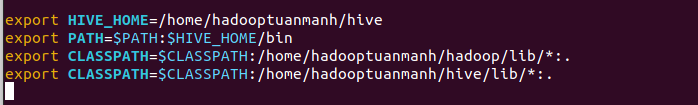 export HIVE_HOME=/home/hadooptuanmanh/hive
export PATH=$PATH:$HIVE_HOME/bin
export CLASSPATH=$CLASSPATH:/home/hadooptuanmanh/hadoop/lib/*:.
export CLASSPATH=$CLASSPATH:/home/hadooptuanmanh/hive/lib/*:.